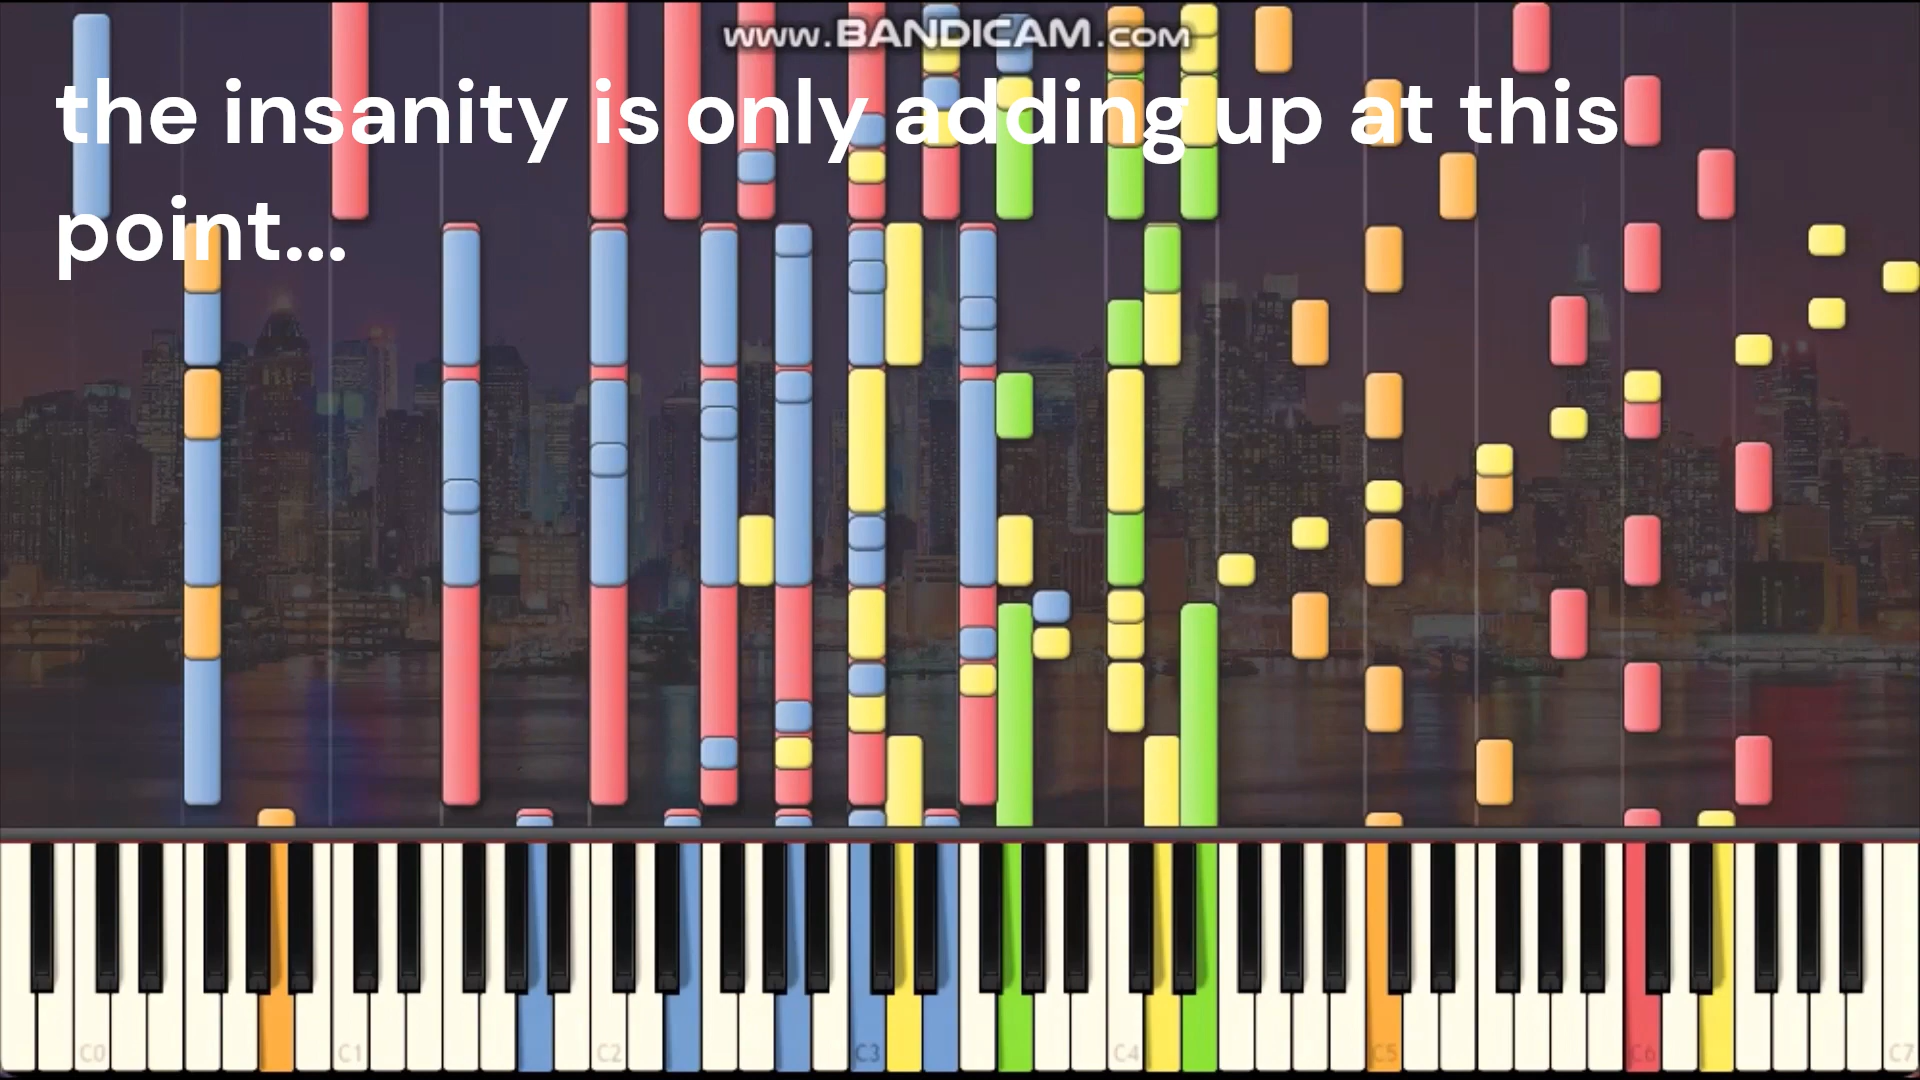 www.BANDICAM.com
the insanity is only adding up at this
point...
C0 C1 C2 C3 C4 C5 C6 C7